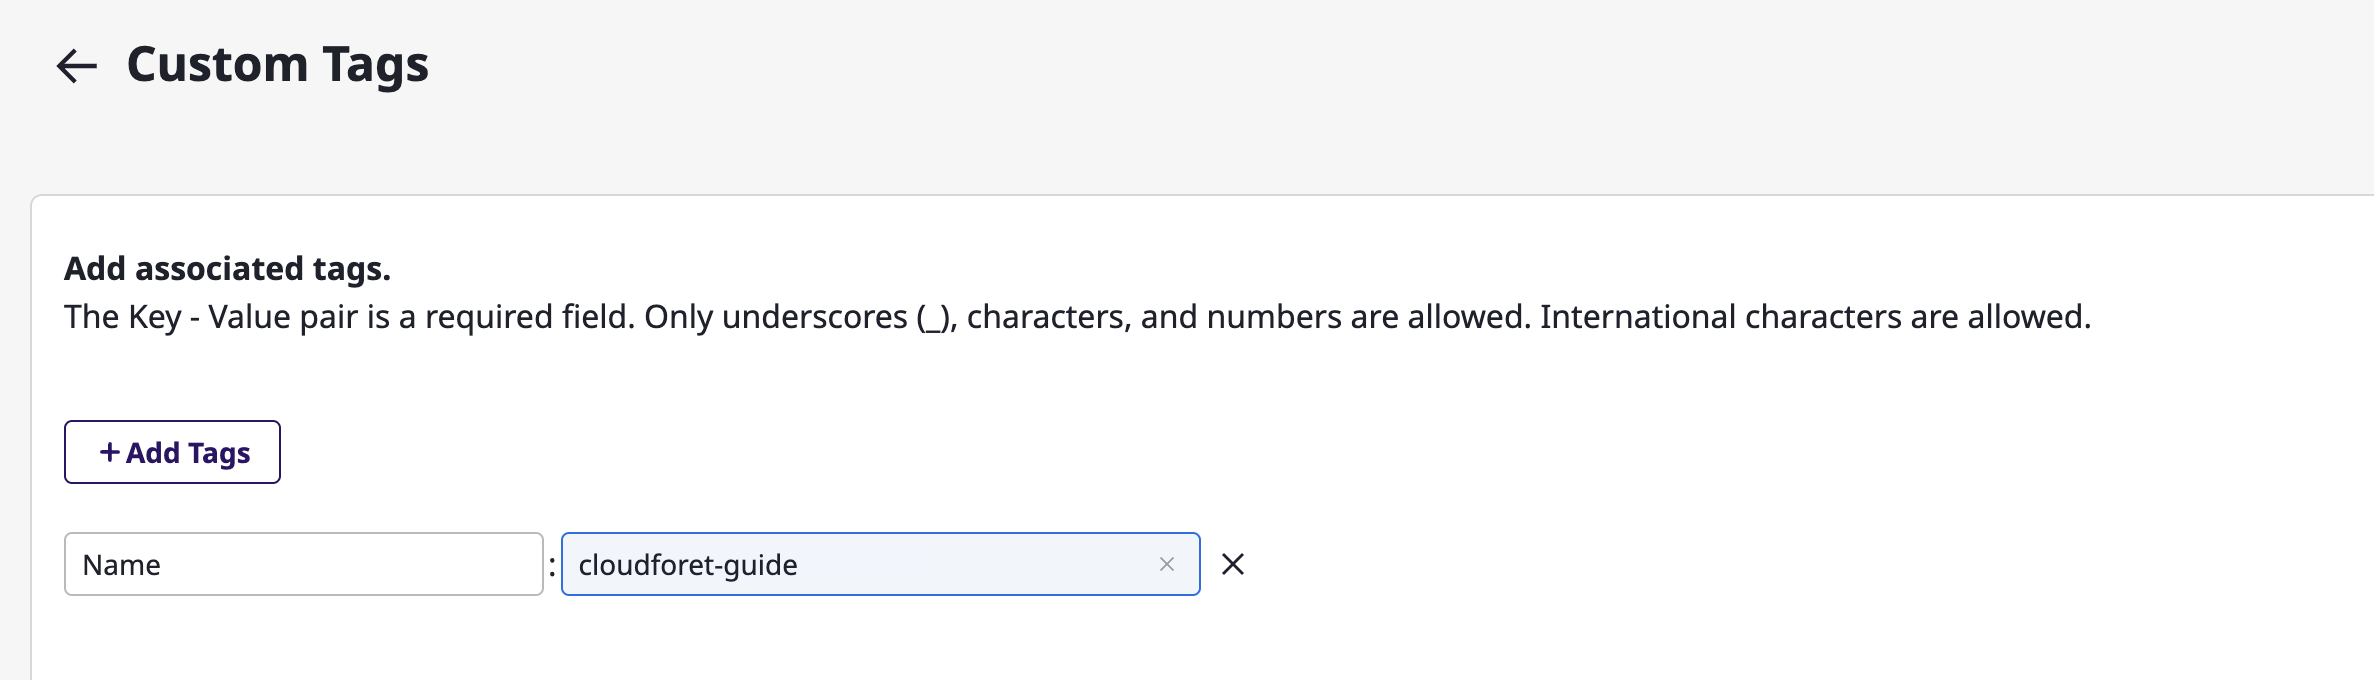 Custom Tags
Add associated tags.
The Key - Value pair is a required field. Only underscores (_), characters, and numbers are allowed. International characters are allowed.
+ Add Tags
Name : cloudforet-guide